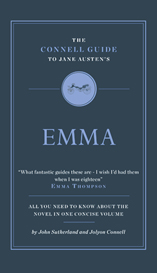 THE
CONNELL GUIDE
TO JANE AUSTEN'S
EMMA
"What fantastic guides these are - I wish I'd had them
when I was eighteen"
EMMA THOMPSON
ALL YOU NEED TO KNOW ABOUT THE
NOVEL IN ONE CONCISE VOLUME
by John Sutherland and Jolyon Connell